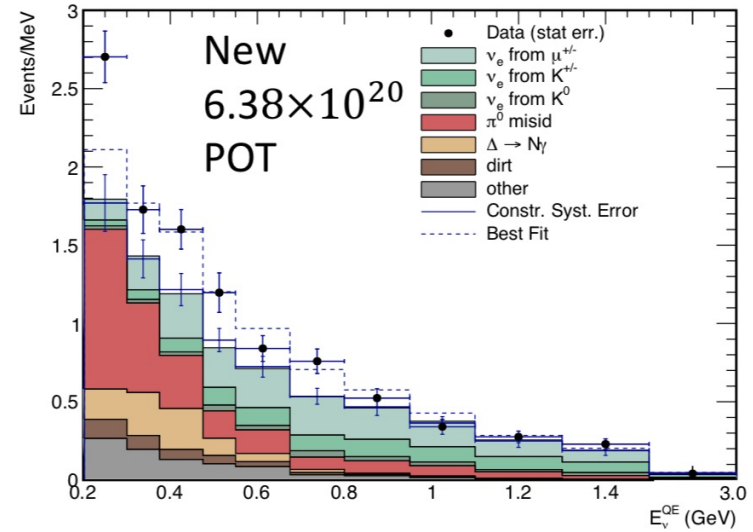 3
2.5
2
1.5
1
0.5
0
Events/MeV
New
6.38×10²⁰
POT
Data (stat err.)
νₑ from μ⁺/⁻
νₑ from K⁺/⁻
νₑ from K⁰
π⁰ misid
Δ → Nγ
dirt
other
Constr. Syst. Error
Best Fit
0.2 0.4 0.6 0.8 1 1.2 1.4 3.0
E_ν^QE (GeV)